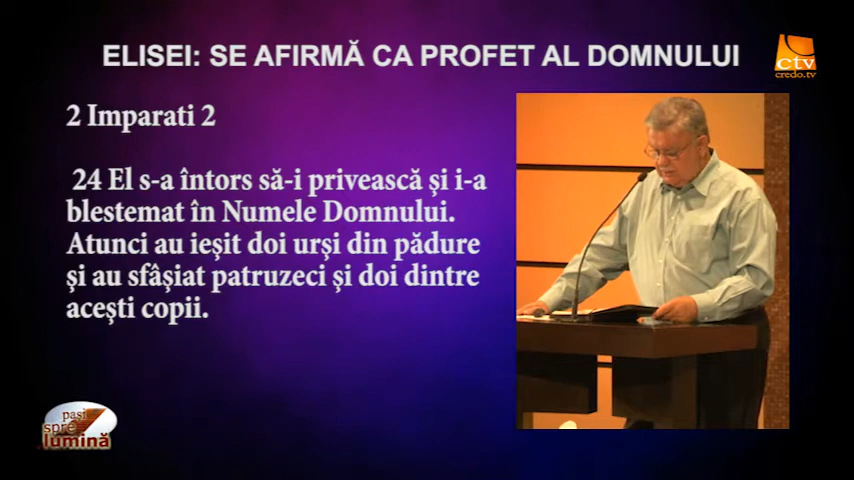 ELISEI: SE AFIRMĂ CA PROFET AL DOMNULUI
ctv
credo.tv
2 Imparati 2
24 El s-a întors să-i privească şi i-a
blestemat în Numele Domnului.
Atunci au ieşit doi urşi din pădure
şi au sfâşiat patruzeci şi doi dintre
aceşti copii.
paşi
spre
lumină